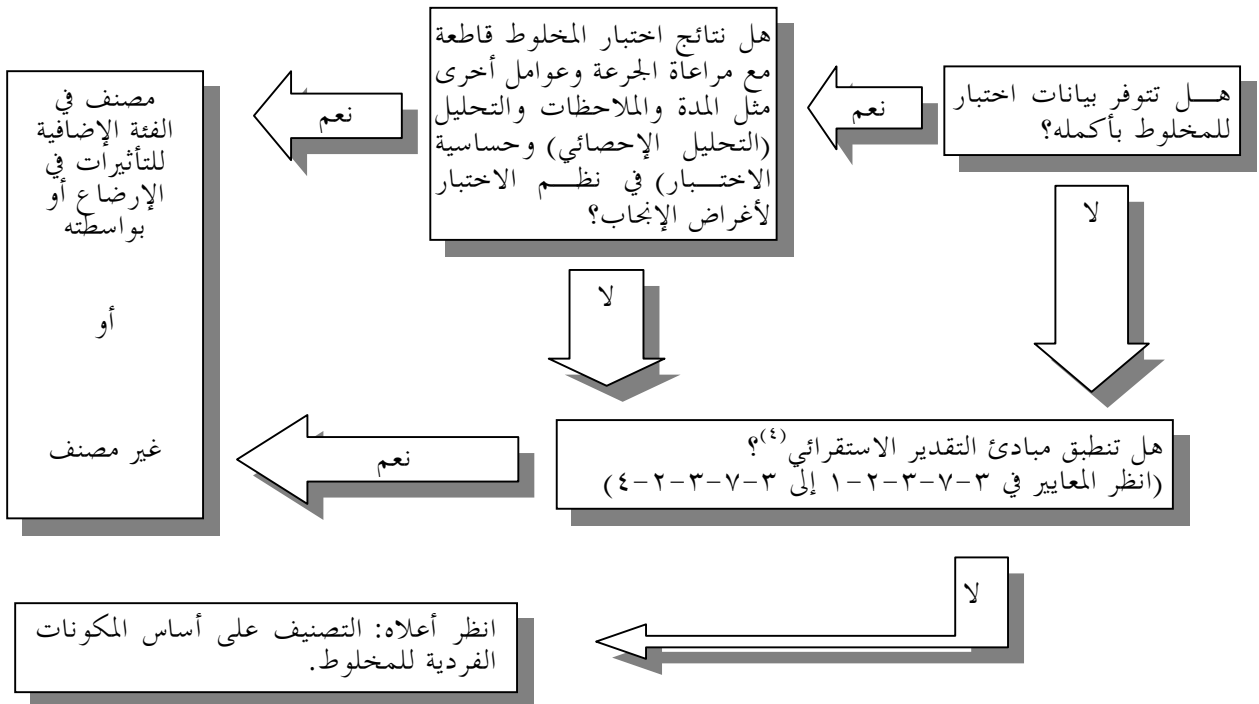 هل تتوفر بيانات اختبار
للمخلوط بأكمله؟
نعم
هل نتائج اختبار المخلوط قاطعة
مع مراعاة الجرعة وعوامل أخرى
مثل المدة والملاحظات والتحليل
(التحليل الإحصائي) وحساسية
الاختبار) في نظم الاختبار
لأغراض الإنجاب؟
نعم
مصنف في
الفئة الإضافية
للتأثيرات في
الإرضاع أو
بواسطته
أو
غير مصنف
لا
لا
هل تنطبق مبادئ التقدير الاستقرائي(٤)؟
(انظر المعايير في ٣-٧-٣-٢-١ إلى ٣-٧-٣-٢-٤)
نعم
لا
انظر أعلاه: التصنيف على أساس المكونات
الفردية للمخلوط.